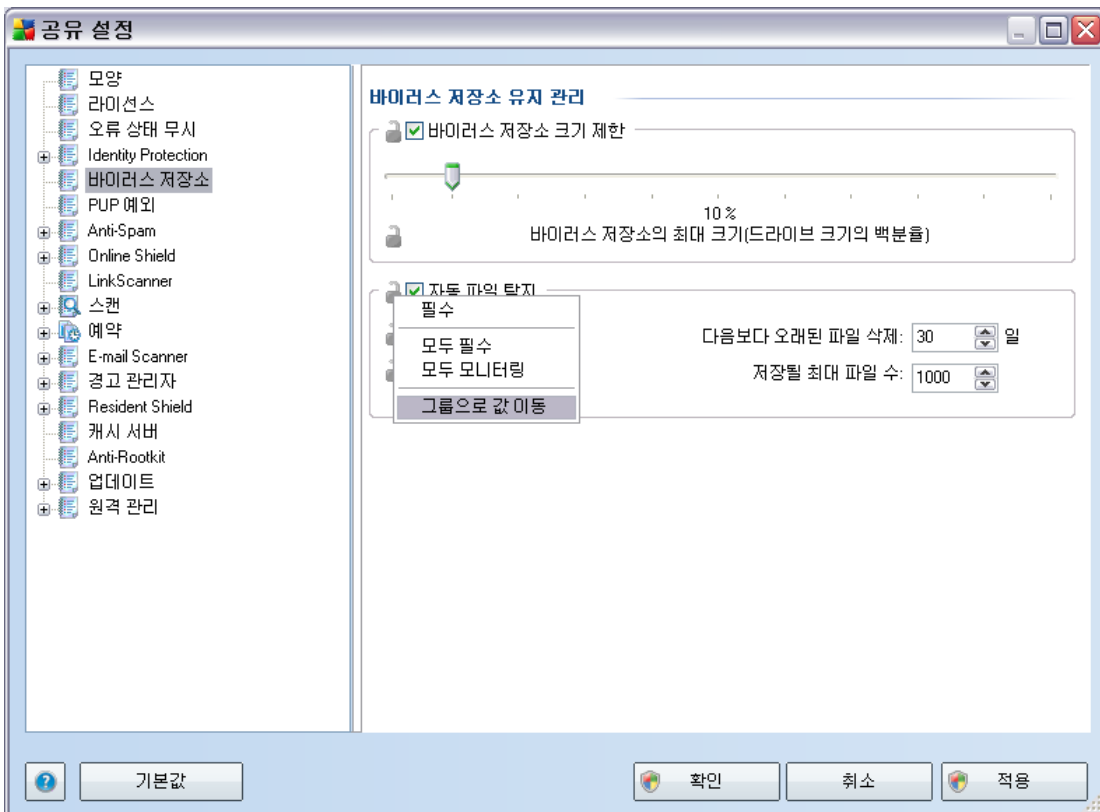 공유 설정
모양
라이선스
오류 상태 무시
Identity Protection
바이러스 저장소
PUP 예외
Anti-Spam
Online Shield
LinkScanner
스캔
예약
E-mail Scanner
경고 관리자
Resident Shield
캐시 서버
Anti-Rootkit
업데이트
원격 관리
바이러스 저장소 유지 관리
바이러스 저장소 크기 제한
10 %
바이러스 저장소의 최대 크기(드라이브 크기의 백분율)
자동 파일 탐지
필수
모두 필수
모두 모니터링
그룹으로 값 이동
다음보다 오래된 파일 삭제: 30 일
저장될 최대 파일 수: 1000
기본값
확인
취소
적용